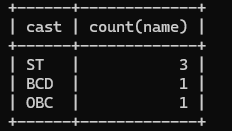 +------+-------------+
| cast | count(name) |
+------+-------------+
| ST   |           3 |
| BCD  |           1 |
| OBC  |           1 |
+------+-------------+